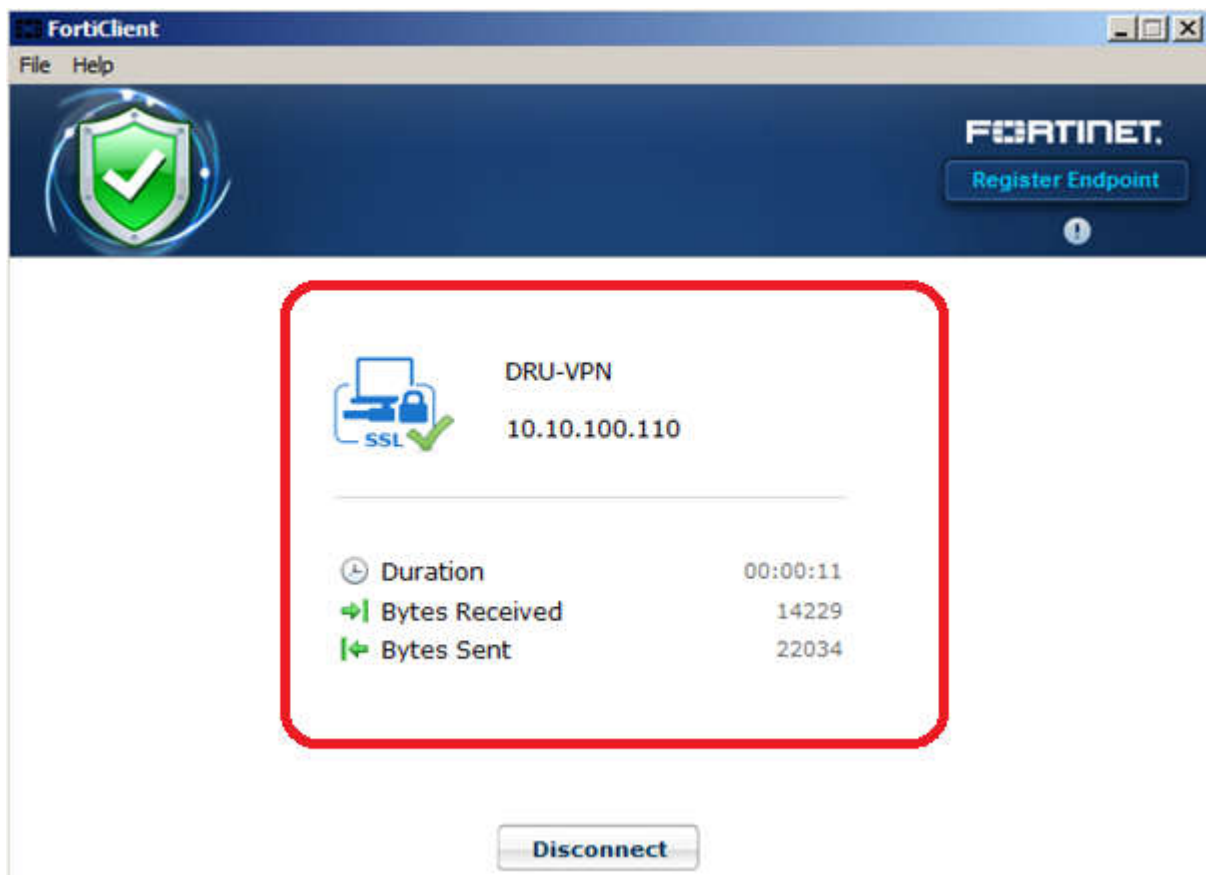 FortiClient
File Help
FORTINET.
Register Endpoint
DRU-VPN
10.10.100.110
SSL
Duration 00:00:11
Bytes Received 14229
Bytes Sent 22034
Disconnect